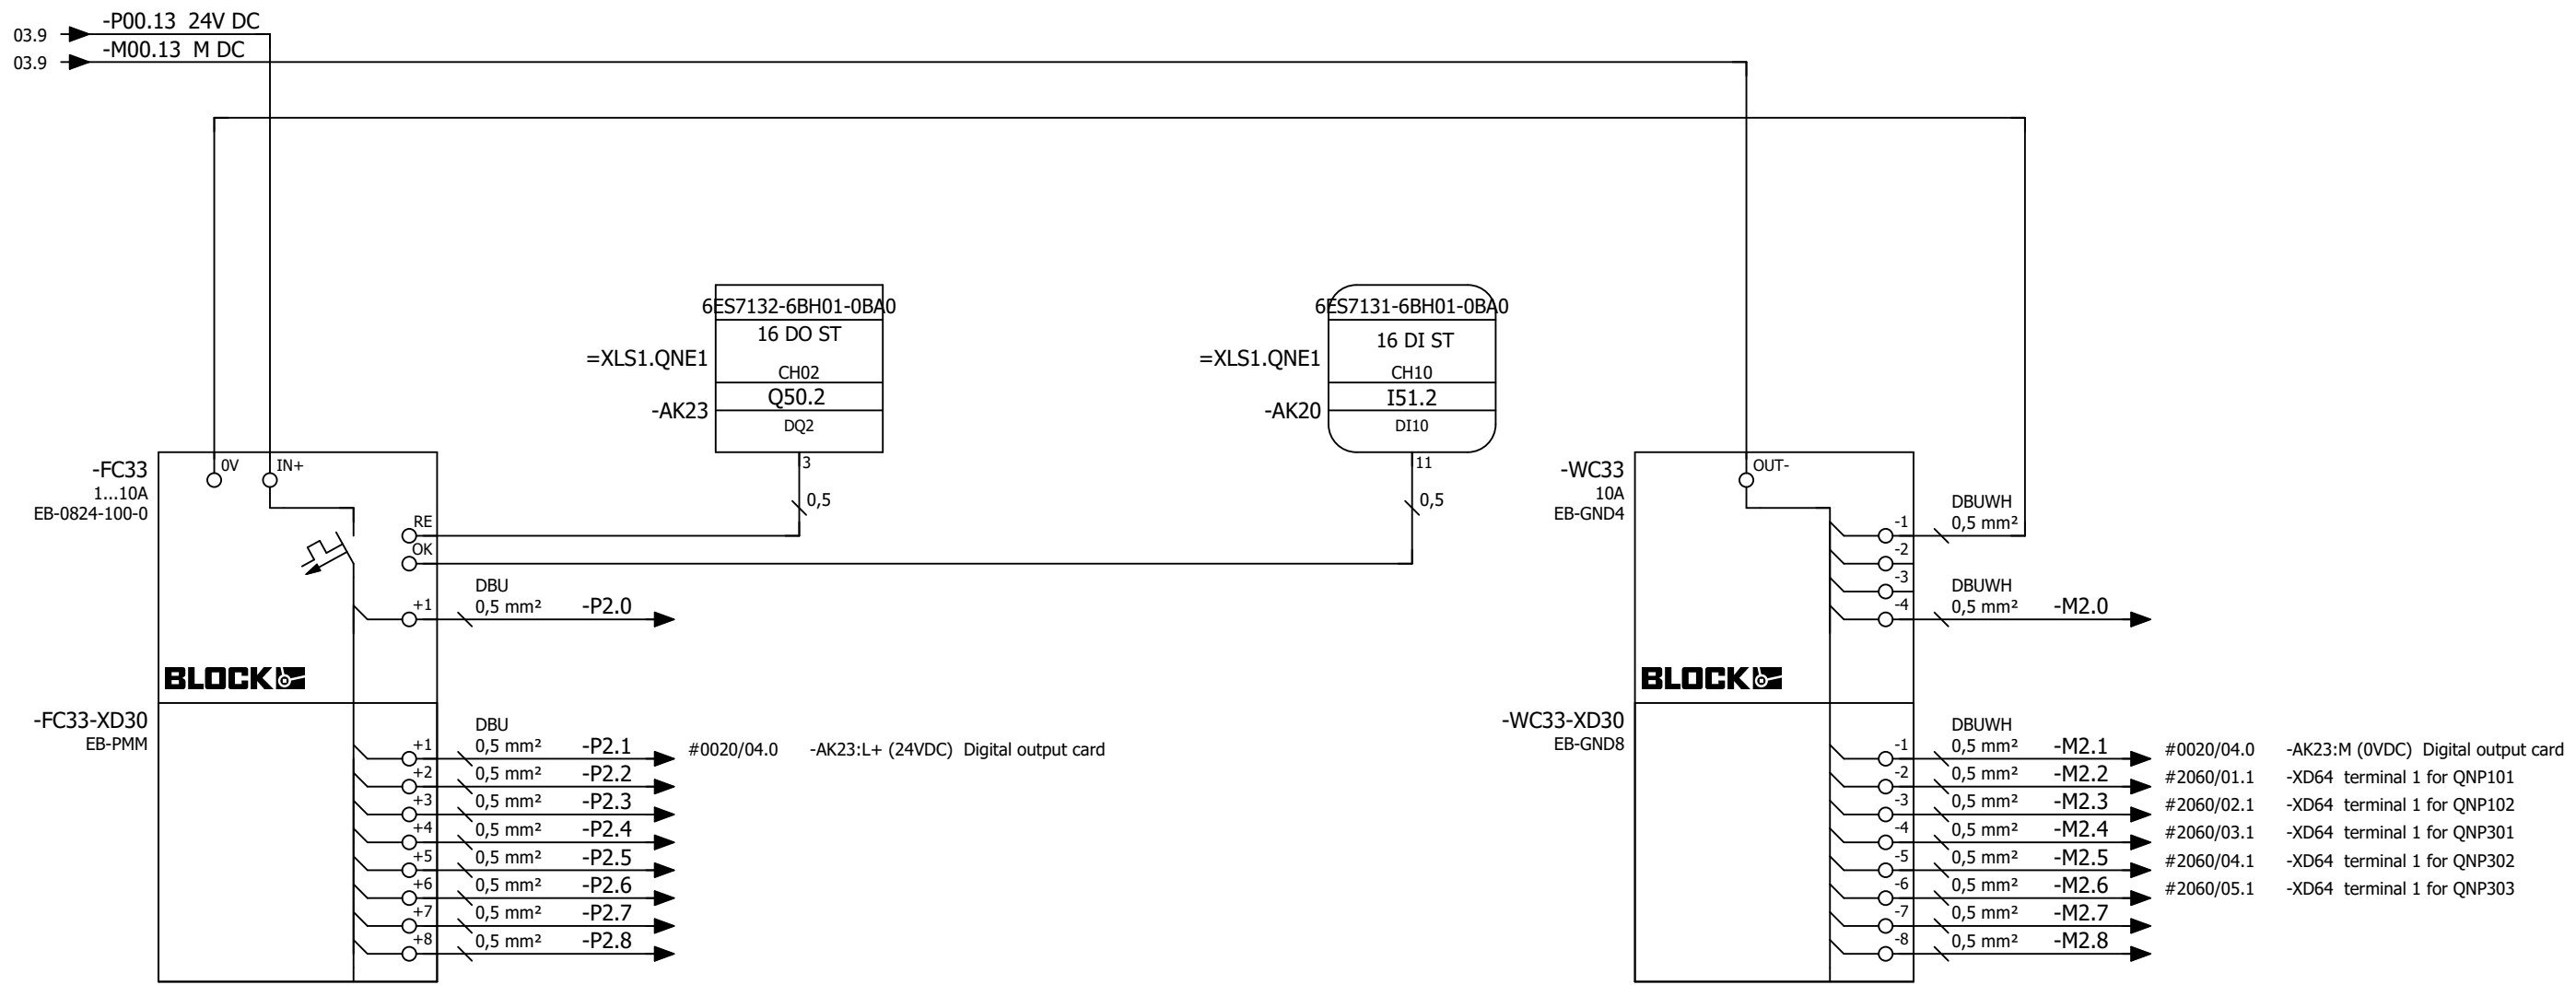 -P00.13 24V DC
03.9
-M00.13 M DC
03.9
6ES7132-6BH01-0BA0
16 DO ST
=XLS1.QNE1
CH02
Q50.2
-AK23
DQ2
3
0,5
6ES7131-6BH01-0BA0
16 DI ST
=XLS1.QNE1
CH10
I51.2
-AK20
DI10
11
0,5
-FC33
1...10A
EB-0824-100-0
0V
IN+
RE
OK
DBU
+1 0,5 mm² -P2.0
BLOCK
-FC33-XD30
EB-PMM
DBU
+1 0,5 mm² -P2.1 #0020/04.0 -AK23:L+ (24VDC) Digital output card
+2 0,5 mm² -P2.2
+3 0,5 mm² -P2.3
+4 0,5 mm² -P2.4
+5 0,5 mm² -P2.5
+6 0,5 mm² -P2.6
+7 0,5 mm² -P2.7
+8 0,5 mm² -P2.8
-WC33
10A
EB-GND4
OUT-
DBUWH
-1 0,5 mm²
-2
-3
DBUWH
-4 0,5 mm² -M2.0
BLOCK
-WC33-XD30
EB-GND8
DBUWH
-1 0,5 mm² -M2.1 #0020/04.0 -AK23:M (0VDC) Digital output card
-2 0,5 mm² -M2.2 #2060/01.1 -XD64 terminal 1 for QNP101
-3 0,5 mm² -M2.3 #2060/02.1 -XD64 terminal 1 for QNP102
-4 0,5 mm² -M2.4 #2060/03.1 -XD64 terminal 1 for QNP301
-5 0,5 mm² -M2.5 #2060/04.1 -XD64 terminal 1 for QNP302
-6 0,5 mm² -M2.6 #2060/05.1 -XD64 terminal 1 for QNP303
-7 0,5 mm² -M2.7
-8 0,5 mm² -M2.8